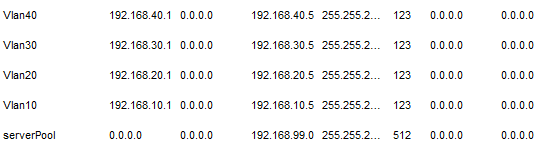 Vlan40 192.168.40.1 0.0.0.0 192.168.40.5 255.255.2... 123 0.0.0.0 0.0.0.0
Vlan30 192.168.30.1 0.0.0.0 192.168.30.5 255.255.2... 123 0.0.0.0 0.0.0.0
Vlan20 192.168.20.1 0.0.0.0 192.168.20.5 255.255.2... 123 0.0.0.0 0.0.0.0
Vlan10 192.168.10.1 0.0.0.0 192.168.10.5 255.255.2... 123 0.0.0.0 0.0.0.0
serverPool 0.0.0.0 0.0.0.0 192.168.99.0 255.255.2... 512 0.0.0.0 0.0.0.0